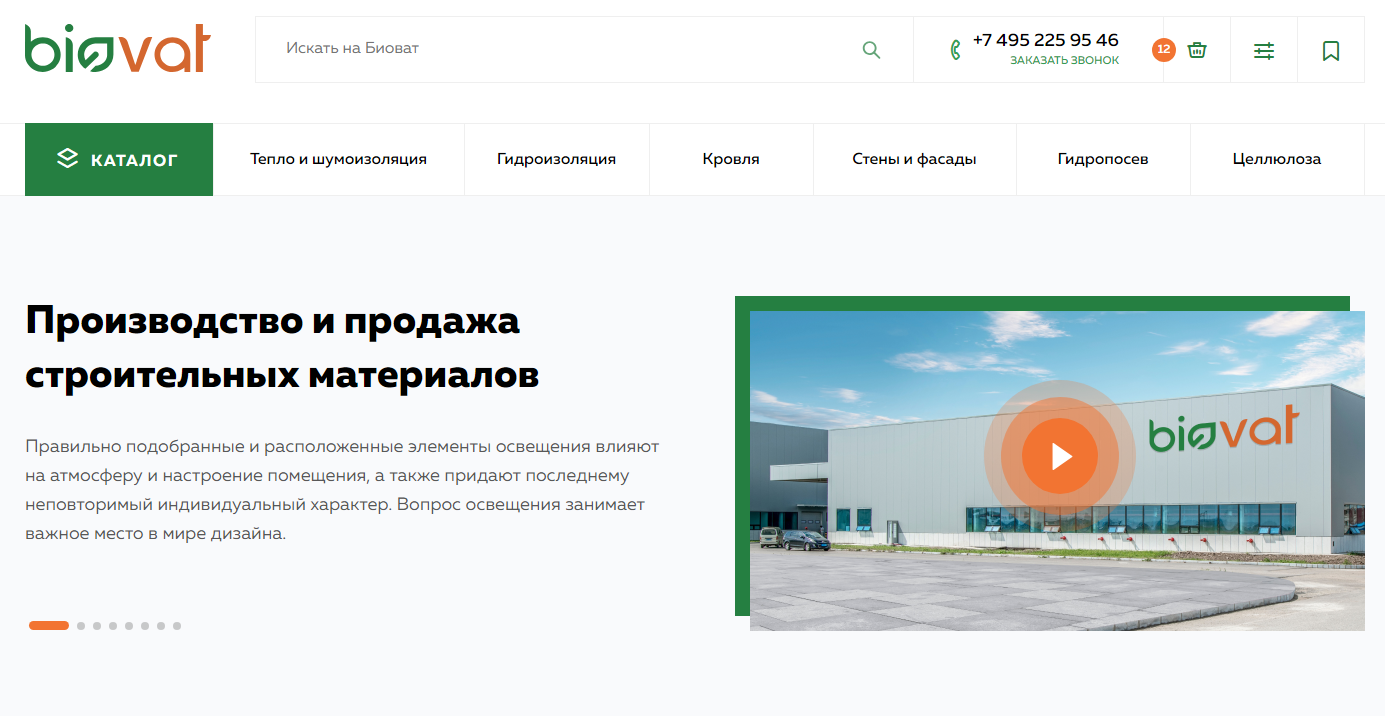 biovat
Искать на Биоват
+7 495 225 95 46
ЗАКАЗАТЬ ЗВОНОК
12
КАТАЛОГ
Тепло и шумоизоляция
Гидроизоляция
Кровля
Стены и фасады
Гидропосев
Целлюлоза
Производство и продажа
строительных материалов
Правильно подобранные и расположенные элементы освещения влияют
на атмосферу и настроение помещения, а также придают последнему
неповторимый индивидуальный характер. Вопрос освещения занимает
важное место в мире дизайна.
biovat